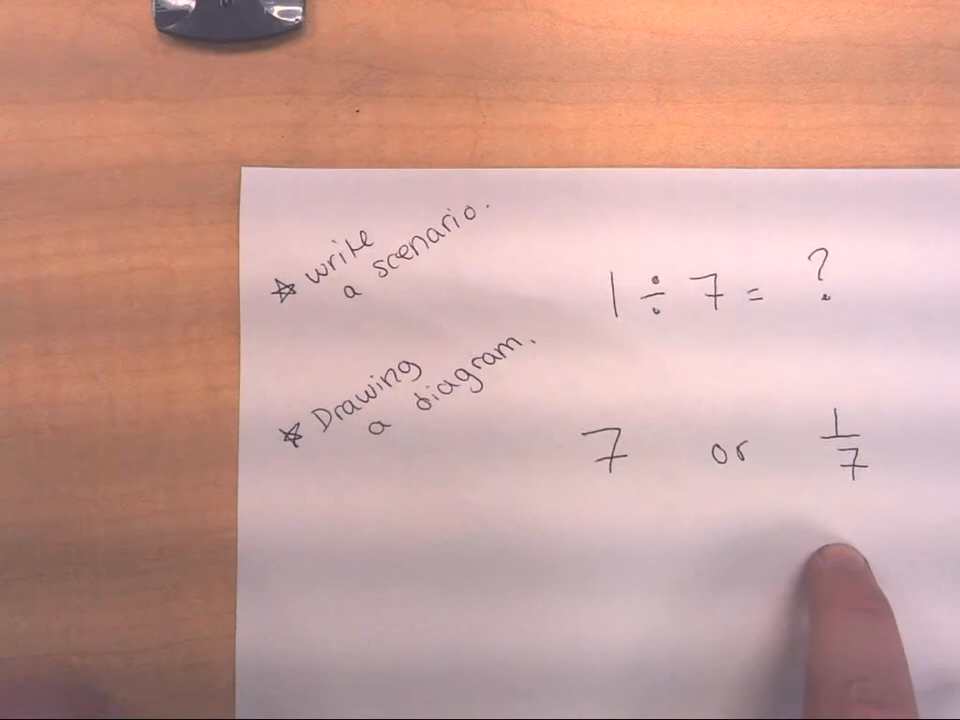 ☆ write
a scenario.
1 ÷ 7 = ?
☆ Drawing
a diagram.
7 or 1/7